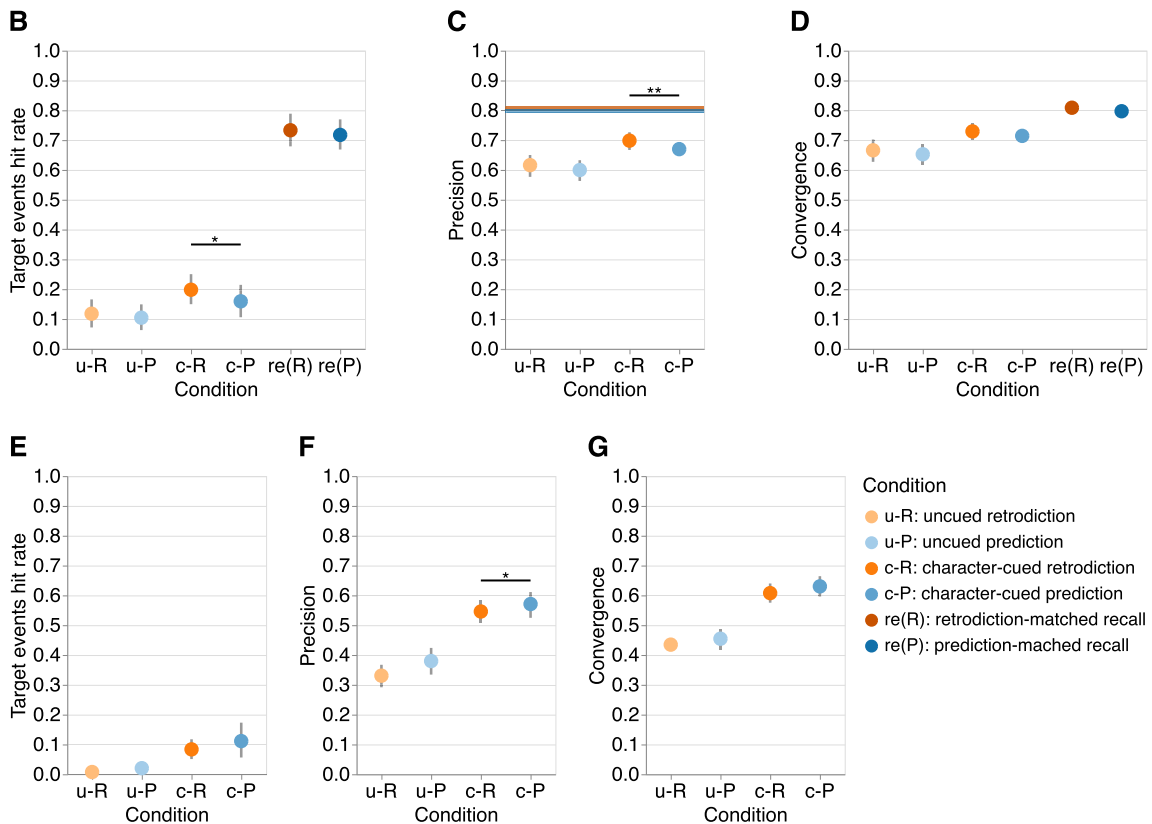 B
1.0
0.9
0.8
0.7
0.6
0.5
0.4
0.3
0.2
0.1
0.0
Target events hit rate
*
u-R u-P c-R c-P re(R) re(P)
Condition
C
1.0
0.9
0.8
0.7
0.6
0.5
0.4
0.3
0.2
0.1
0.0
Precision
**
u-R u-P c-R c-P
Condition
D
1.0
0.9
0.8
0.7
0.6
0.5
0.4
0.3
0.2
0.1
0.0
Convergence
u-R u-P c-R c-P re(R) re(P)
Condition
E
1.0
0.9
0.8
0.7
0.6
0.5
0.4
0.3
0.2
0.1
0.0
Target events hit rate
u-R u-P c-R c-P
Condition
F
1.0
0.9
0.8
0.7
0.6
0.5
0.4
0.3
0.2
0.1
0.0
Precision
*
u-R u-P c-R c-P
Condition
G
1.0
0.9
0.8
0.7
0.6
0.5
0.4
0.3
0.2
0.1
0.0
Convergence
u-R u-P c-R c-P
Condition
Condition
u-R: uncued retrodiction
u-P: uncued prediction
c-R: character-cued retrodiction
c-P: character-cued prediction
re(R): retrodiction-matched recall
re(P): prediction-mached recall